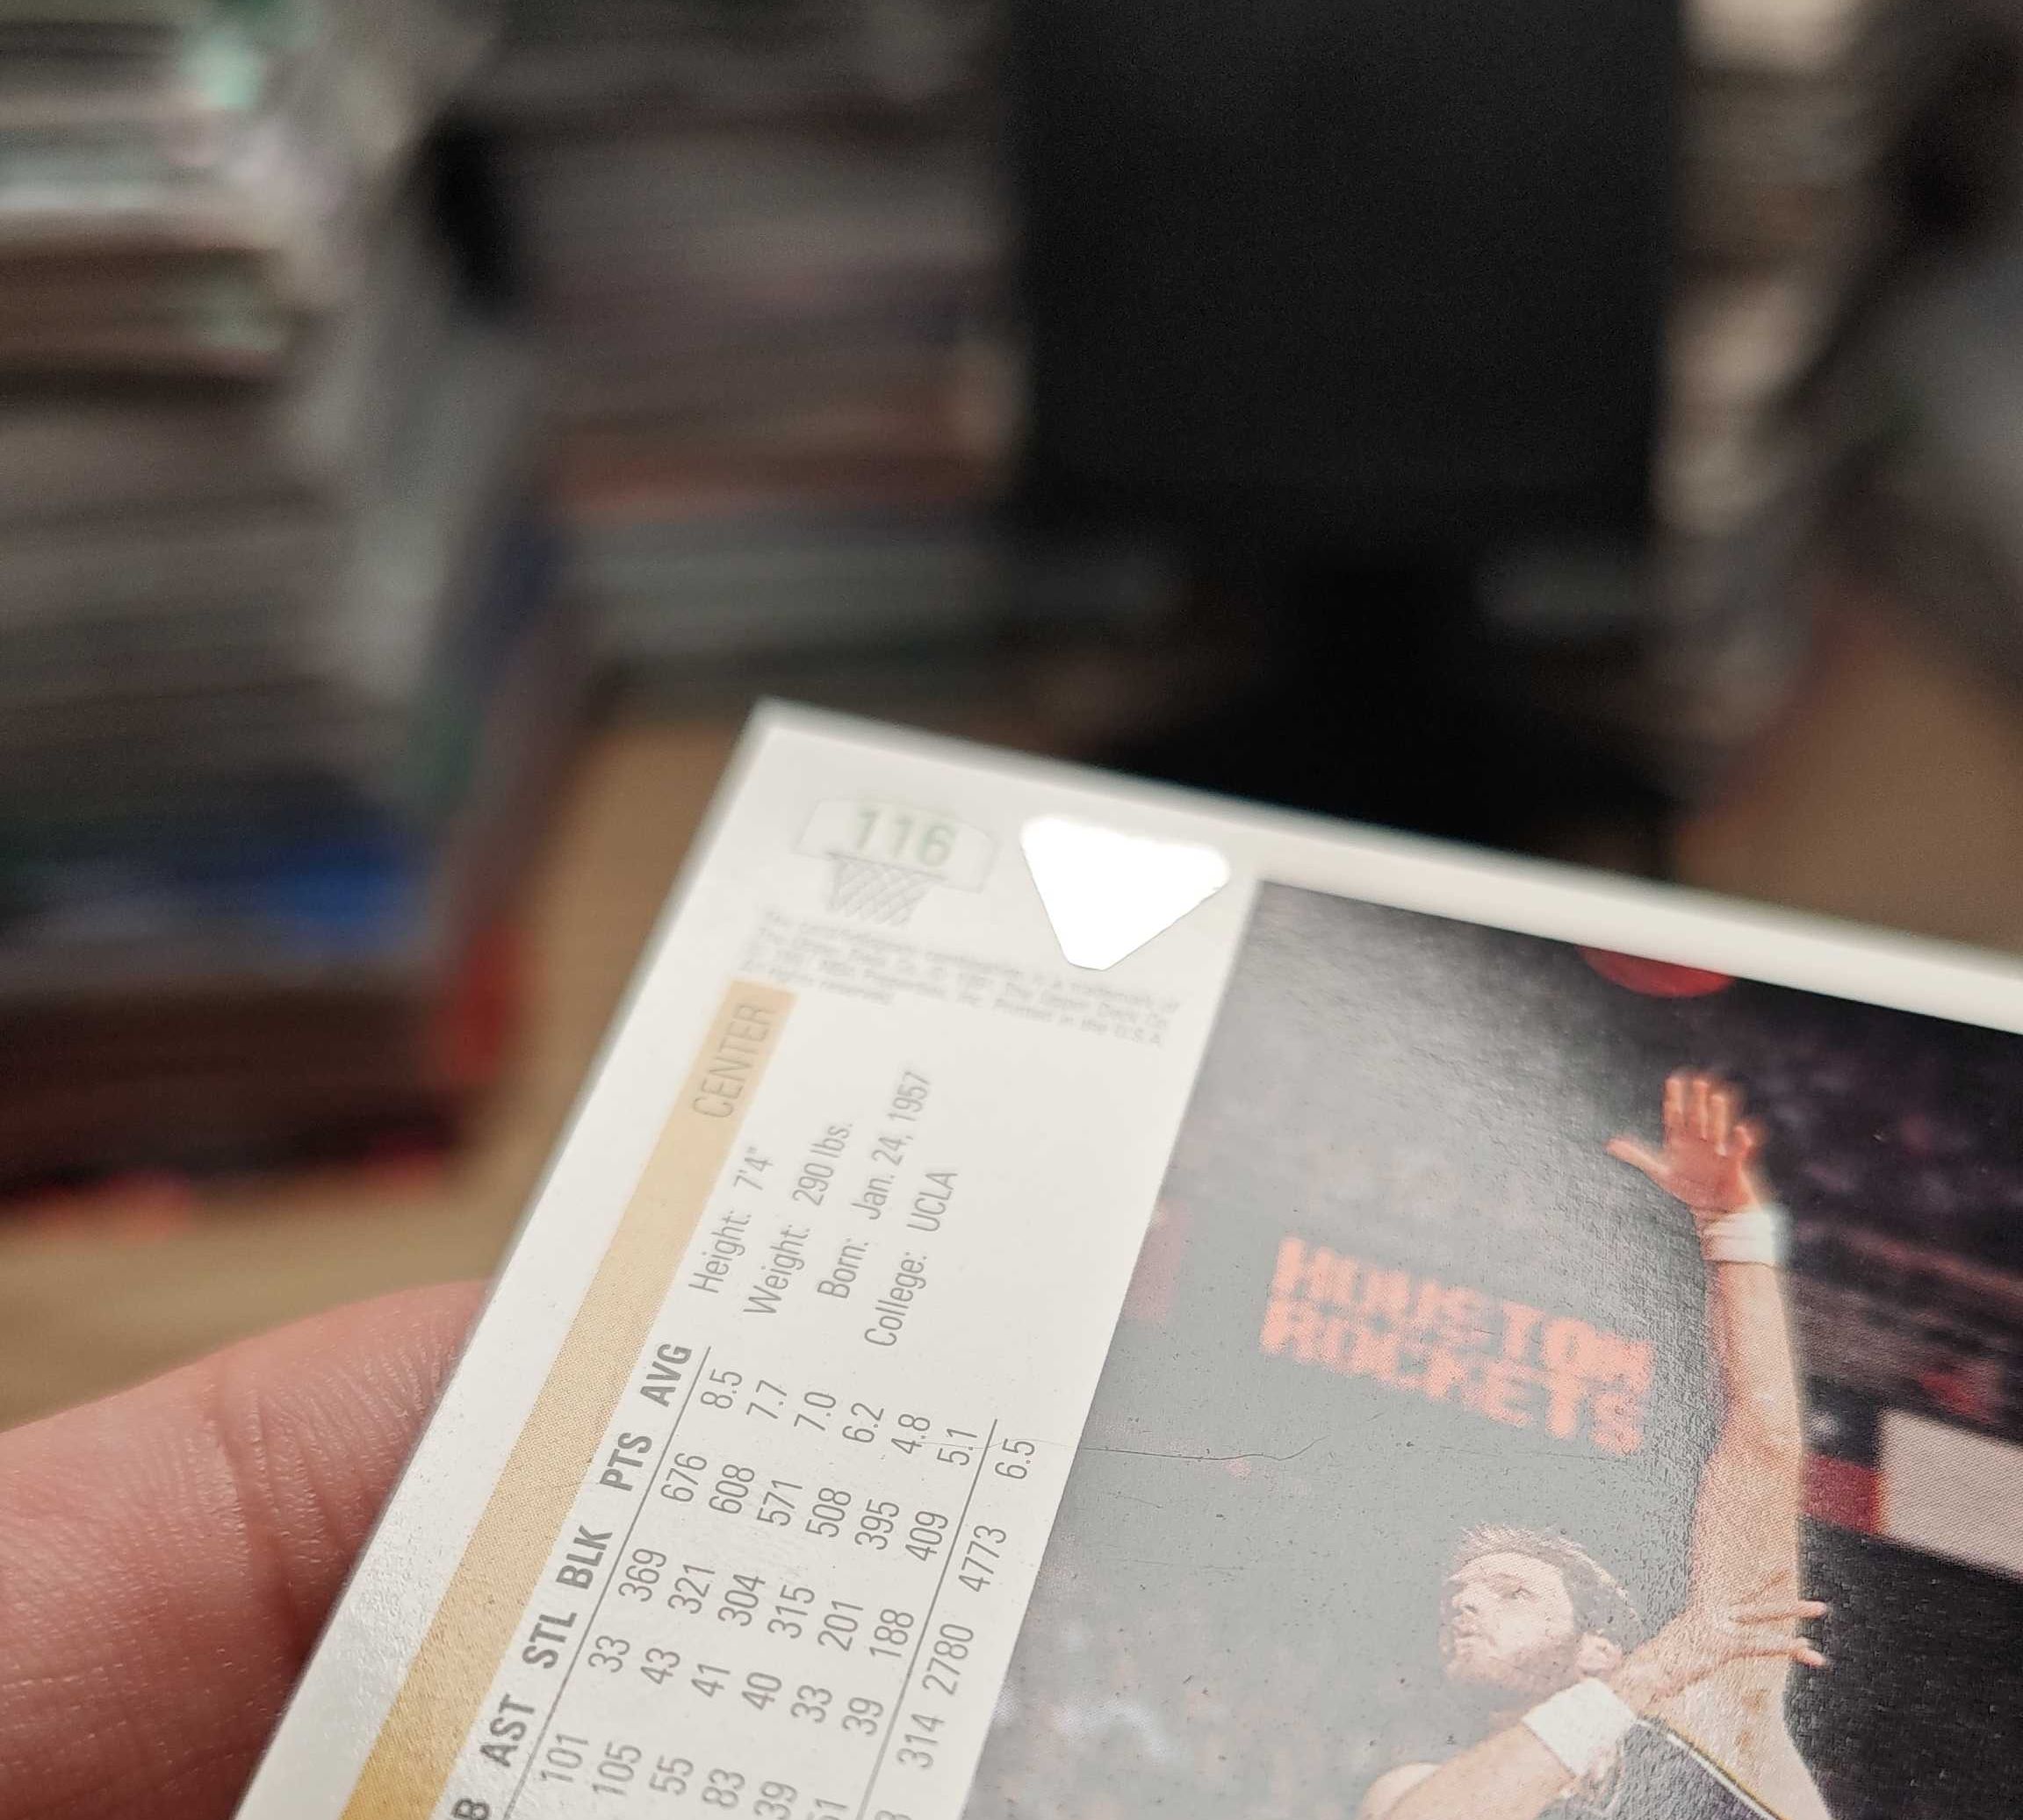 116
CENTER
Height: 7'4"
Weight: 290 lbs.
Born: Jan. 24, 1957
College: UCLA
B AST STL BLK PTS AVG
101 33 369 676 8.5
105 43 321 608 7.7
55 41 304 571 7.0
83 40 315 508 6.2
39 33 201 395 4.8
51 39 188 409 5.1
314 2780 4773 6.5
HOUSTON
ROCKETS